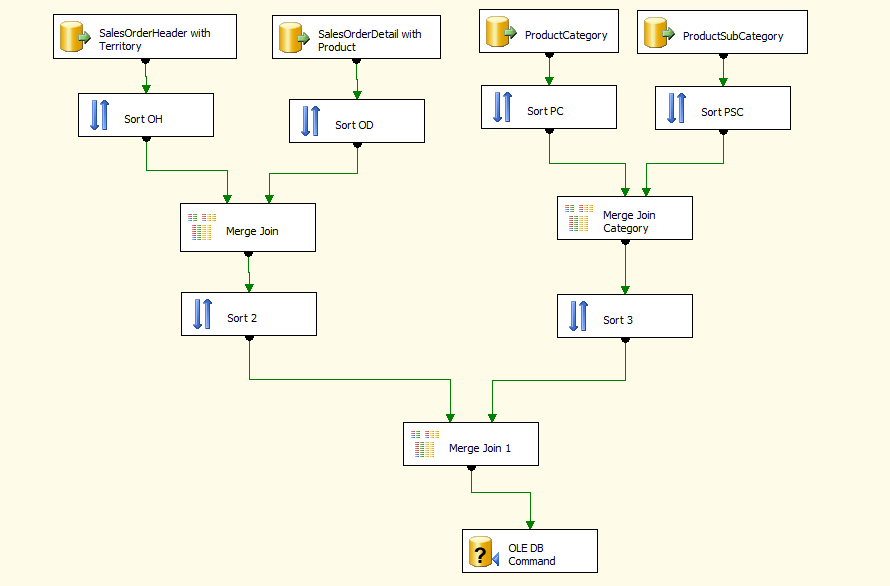 SalesOrderHeader with
Territory
SalesOrderDetail with
Product
ProductCategory
ProductSubCategory
Sort OH
Sort OD
Sort PC
Sort PSC
Merge Join
Merge Join
Category
Sort 2
Sort 3
Merge Join 1
?
OLE DB
Command